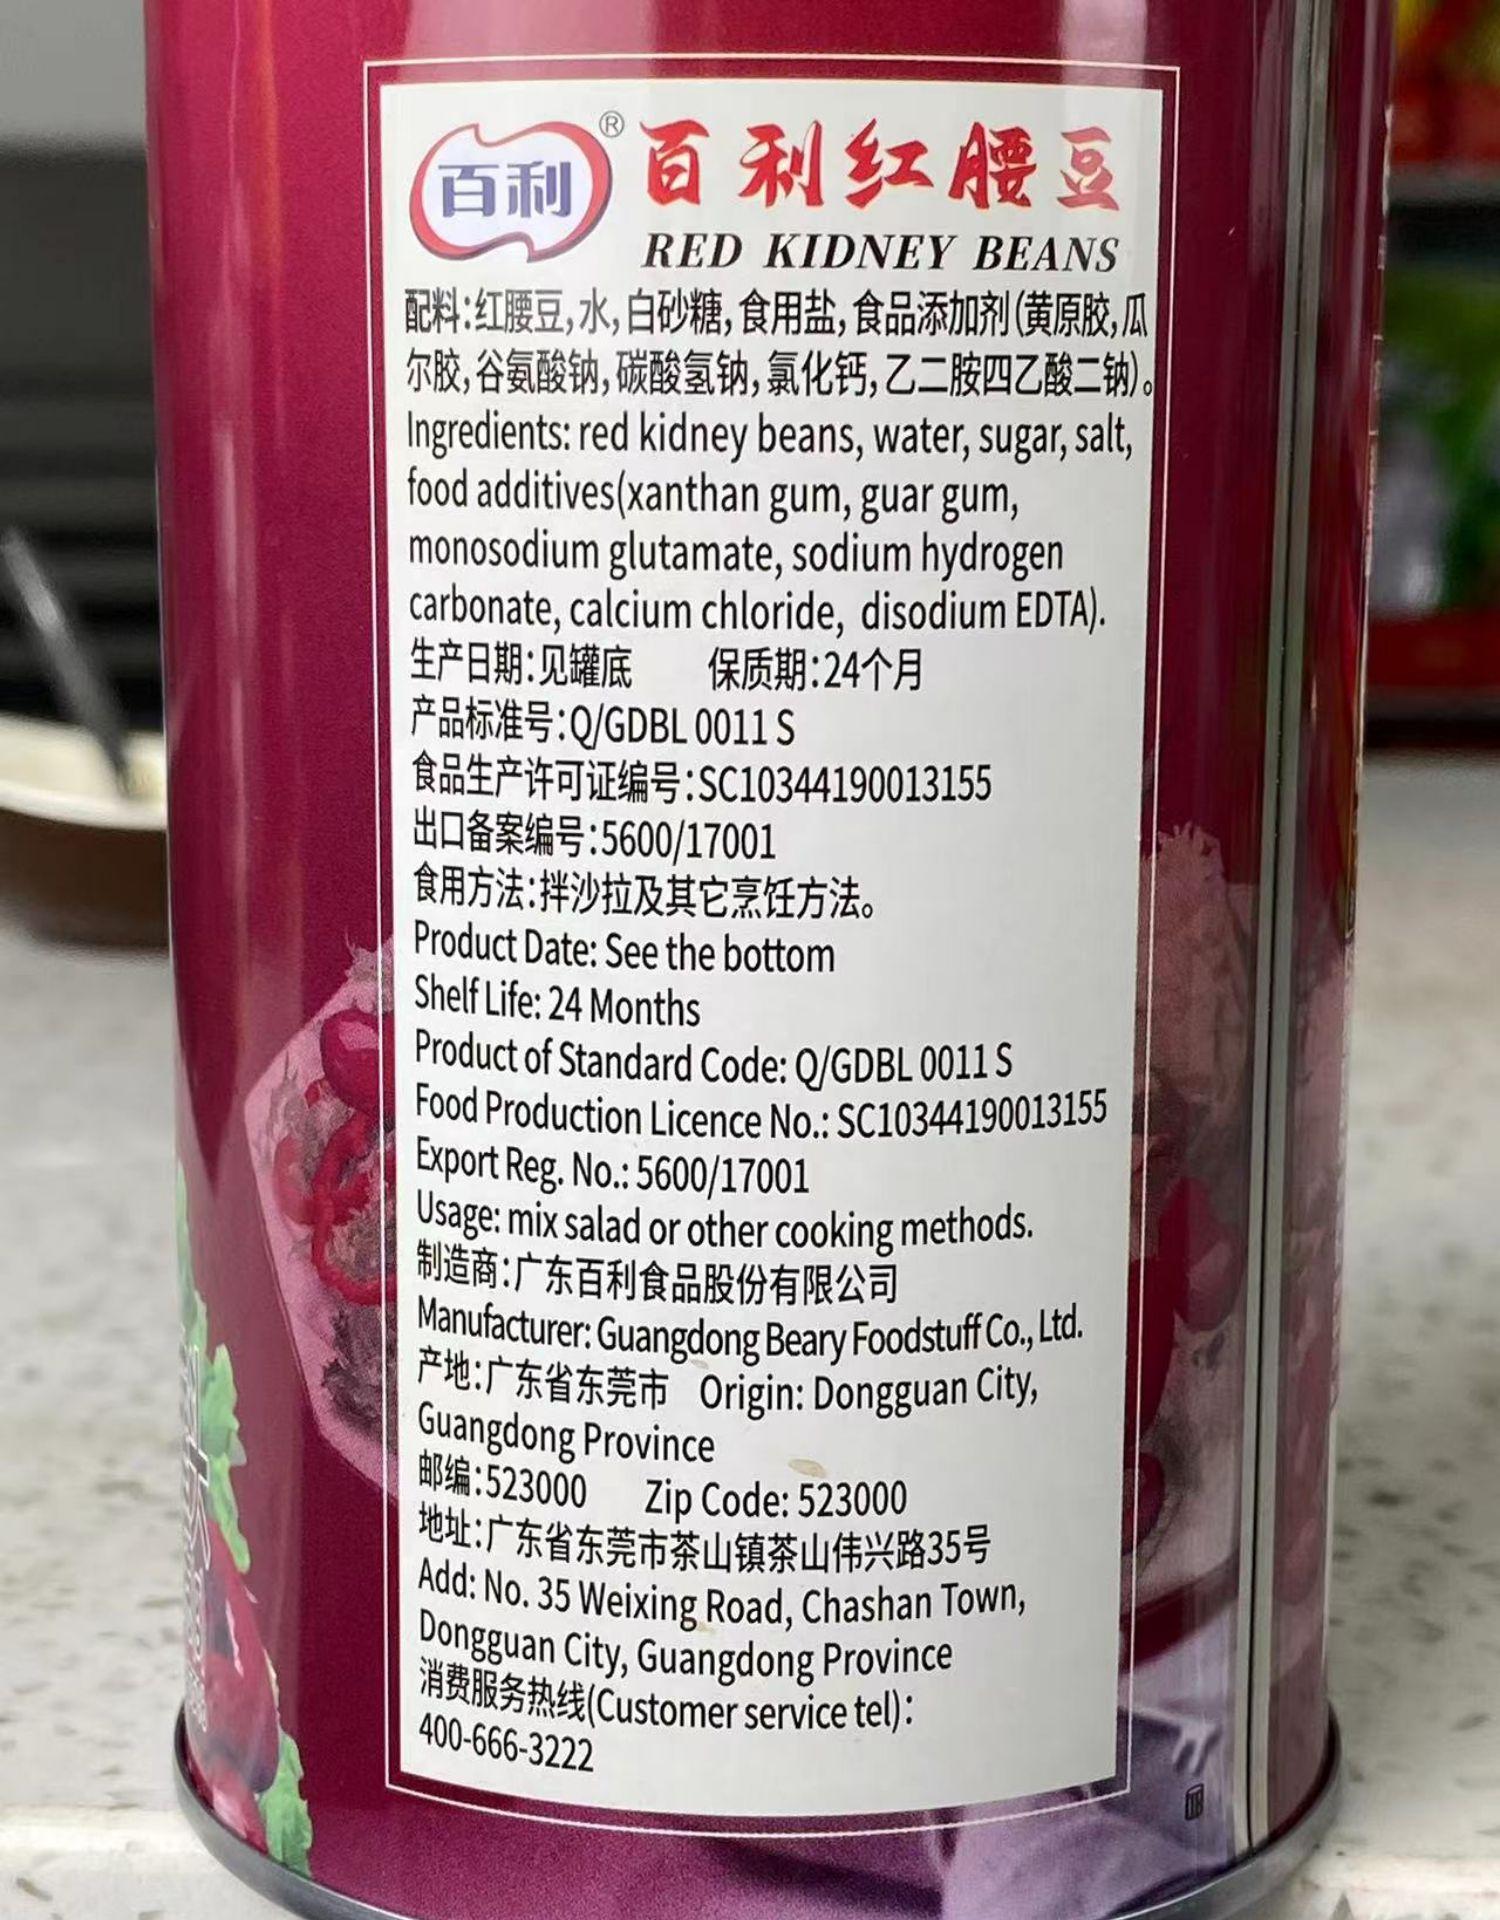 百利® 百利红腰豆
RED KIDNEY BEANS
配料:红腰豆,水,白砂糖,食用盐,食品添加剂(黄原胶,瓜
尔胶,谷氨酸钠,碳酸氢钠,氯化钙,乙二胺四乙酸二钠)。
Ingredients: red kidney beans, water, sugar, salt,
food additives(xanthan gum, guar gum,
monosodium glutamate, sodium hydrogen
carbonate, calcium chloride, disodium EDTA).
生产日期:见罐底 保质期:24个月
产品标准号:Q/GDBL 0011 S
食品生产许可证编号:SC10344190013155
出口备案编号:5600/17001
食用方法:拌沙拉及其它烹饪方法。
Product Date: See the bottom
Shelf Life: 24 Months
Product of Standard Code: Q/GDBL 0011 S
Food Production Licence No.: SC10344190013155
Export Reg. No.: 5600/17001
Usage: mix salad or other cooking methods.
制造商:广东百利食品股份有限公司
Manufacturer: Guangdong Beary Foodstuff Co., Ltd.
产地:广东省东莞市 Origin: Dongguan City,
Guangdong Province
邮编:523000 Zip Code: 523000
地址:广东省东莞市茶山镇茶山伟兴路35号
Add: No. 35 Weixing Road, Chashan Town,
Dongguan City, Guangdong Province
消费服务热线(Customer service tel):
400-666-3222